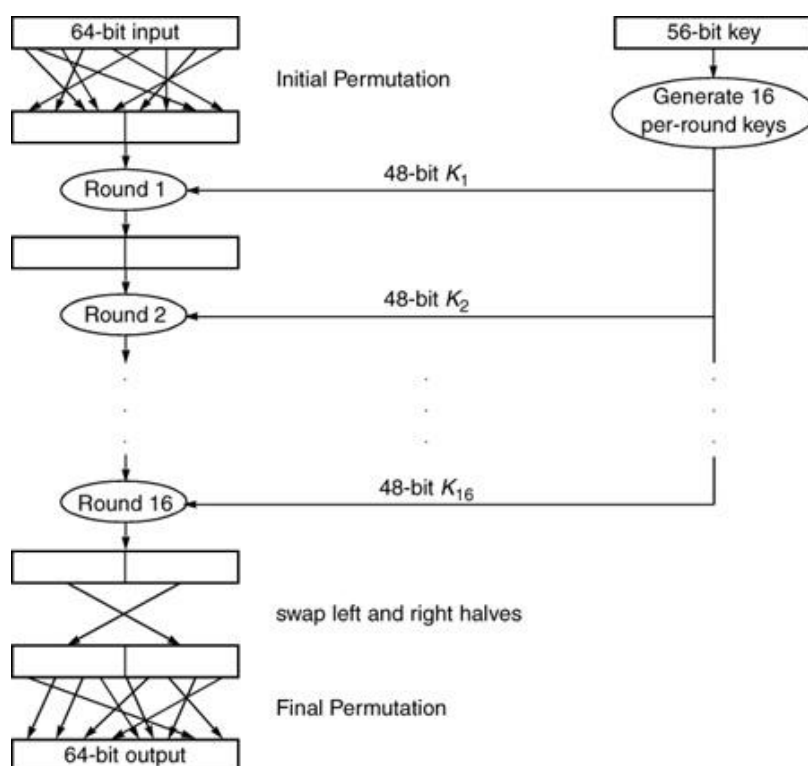 64-bit input
56-bit key
Initial Permutation
Generate 16
per-round keys
48-bit K1
Round 1
48-bit K2
Round 2
48-bit K16
Round 16
swap left and right halves
Final Permutation
64-bit output